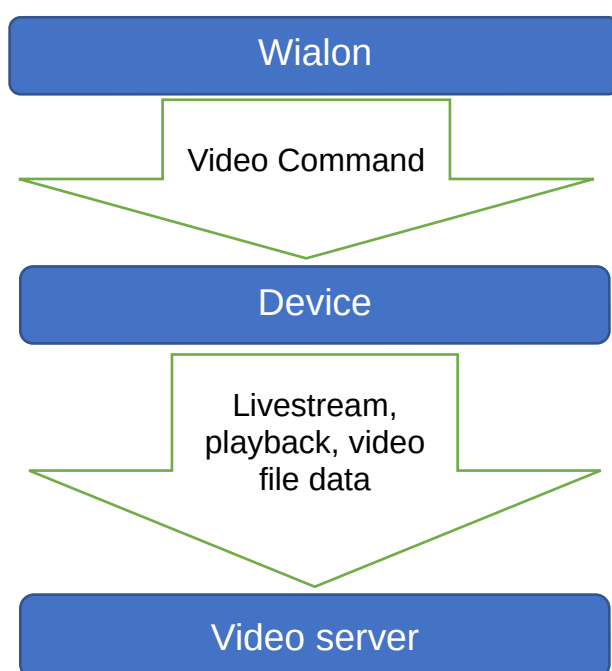 Wialon
Video Command
Device
Livestream,
playback, video
file data
Video server